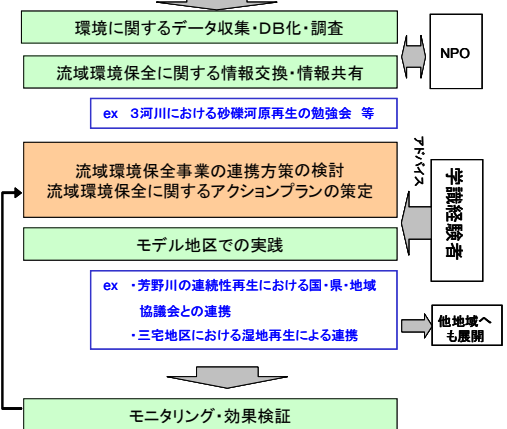 環境に関するデータ収集・DB化・調査
流域環境保全に関する情報交換・情報共有
NPO
ex　3河川における砂礫河原再生の勉強会　等
流域環境保全事業の連携方策の検討
流域環境保全に関するアクションプランの策定
アドバイス
学識経験者
モデル地区での実践
ex　・芳野川の連続性再生における国・県・地域
協議会との連携
・三宅地区における湿地再生による連携
他地域へ
も展開
モニタリング・効果検証